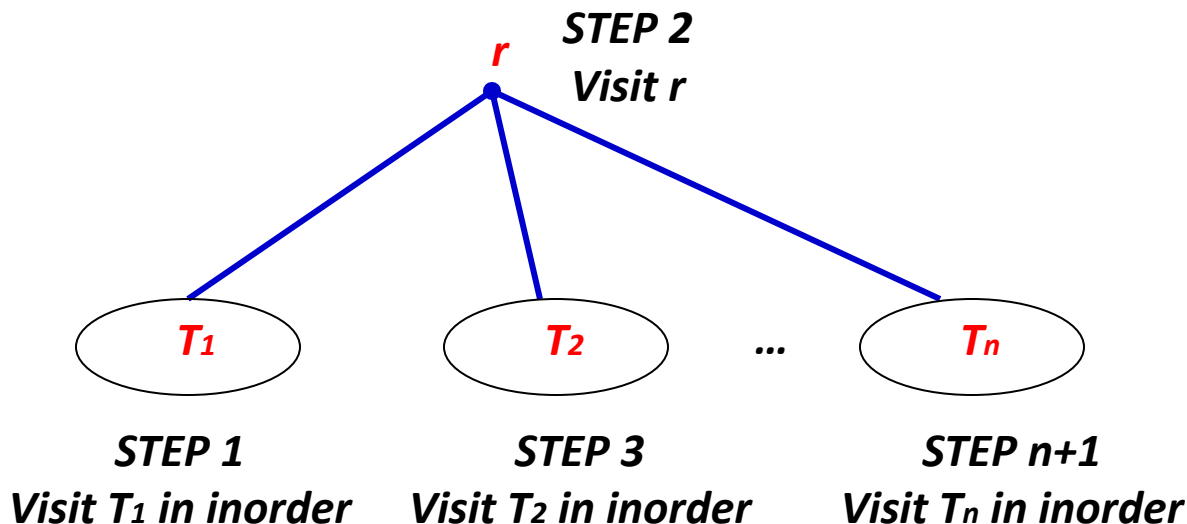 STEP 2
r
Visit r
T1
T2
...
Tn
STEP 1
STEP 3
STEP n+1
Visit T1 in inorder
Visit T2 in inorder
Visit Tn in inorder